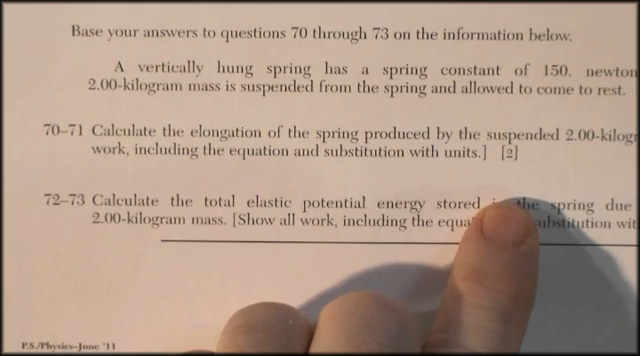 Base your answers to questions 70 through 73 on the information below.
A vertically hung spring has a spring constant of 150. newton
2.00-kilogram mass is suspended from the spring and allowed to come to rest.
70–71 Calculate the elongation of the spring produced by the suspended 2.00-kilogr
work, including the equation and substitution with units.] [2]
72–73 Calculate the total elastic potential energy stored the spring due
2.00-kilogram mass. [Show all work, including the equa substitution wit
P.S./Physics–June '11